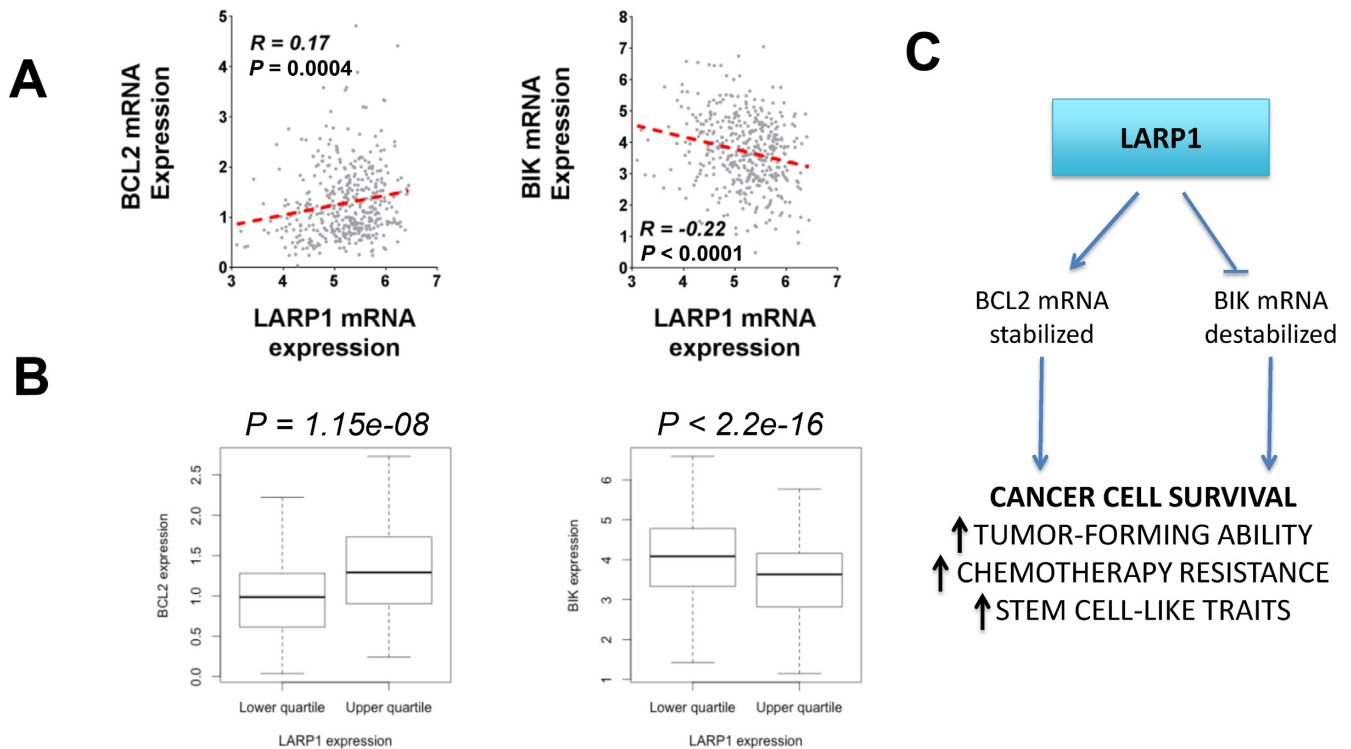 A
BCL2 mRNA
Expression
5
4
3
2
1
0
R = 0.17
P = 0.0004
3 4 5 6 7
LARP1 mRNA
expression
BIK mRNA
Expression
8
7
6
5
4
3
2
1
0
R = -0.22
P < 0.0001
3 4 5 6 7
LARP1 mRNA
expression
B
P = 1.15e-08
BCL2 expression
2.5
2.0
1.5
1.0
0.5
0.0
Lower quartile Upper quartile
LARP1 expression
P < 2.2e-16
BIK expression
6
5
4
3
2
1
Lower quartile Upper quartile
LARP1 expression
C
LARP1
BCL2 mRNA
stabilized
BIK mRNA
destabilized
CANCER CELL SURVIVAL
TUMOR-FORMING ABILITY
CHEMOTHERAPY RESISTANCE
STEM CELL-LIKE TRAITS